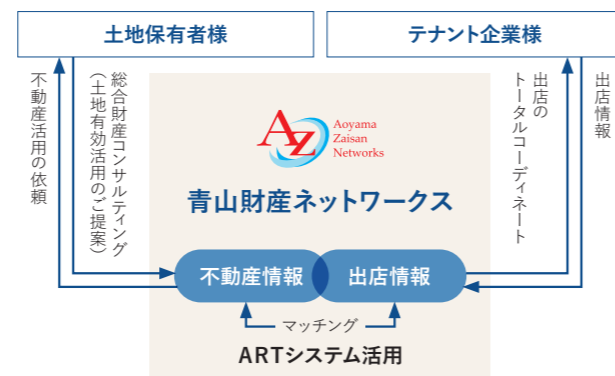 土地保有者様
テナント企業様
不動産活用の依頼
総合財産コンサルティング
（土地有効活用のご提案）
出店の
トータルコーディネート
出店情報
AZ
Aoyama
Zaisan
Networks
青山財産ネットワークス
不動産情報
出店情報
マッチング
ARTシステム活用